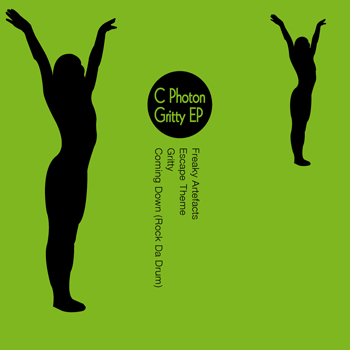 C Photon
Gritty EP
Freaky Artefacts
Escape Theme
Gritty
Coming Down (Rock Da Drum)